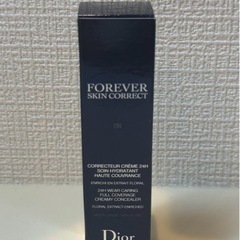 FOREVER
SKIN CORRECT
CORRECTEUR CRÈME 24H
SOIN HYDRATANT
HAUTE COUVRANCE
ENRICHI EN EXTRAIT FLORAL
24H WEAR CARING
FULL COVERAGE
CREAMY CONCEALER
FLORAL EXTRACT ENRICHED
Dior